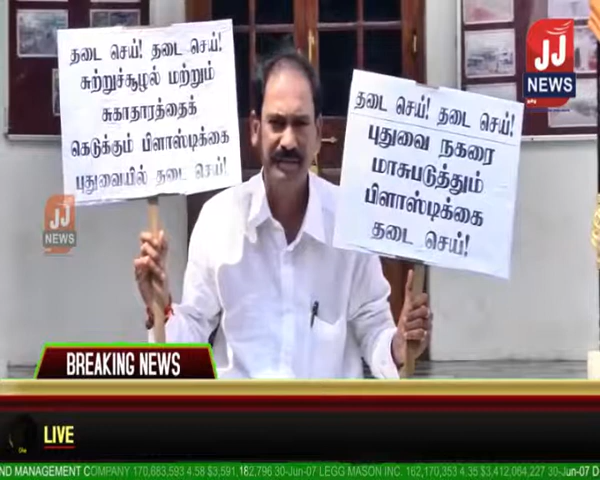 தடை செய்! தடை செய்!
சுற்றுச்சூழல் மற்றும்
சுகாதாரத்தைக்
கெடுக்கும் பிளாஸ்டிக்கை
புதுவையில் தடை செய்!
தடை செய்! தடை செய்!
புதுவை நகரை
மாசுபடுத்தும்
பிளாஸ்டிக்கை
தடை செய்!
JJ
NEWS
தமிழ்
JJ
NEWS
BREAKING NEWS
LIVE
ND MANAGEMENT COMPANY 170,683,593 4.58 $3,591,182,796 30-Jun-07 LEGG MASON INC. 162,170,353 4.35 $3,412,064,227 30-Jun-07 D